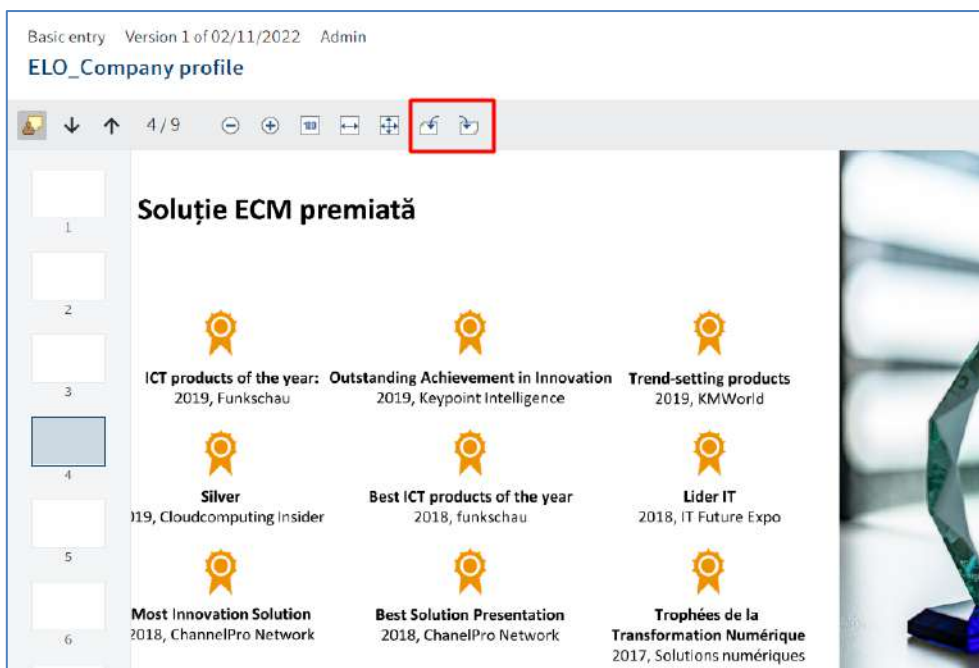 Basic entry Version 1 of 02/11/2022 Admin
ELO_Company profile
4/9
100
1
2
3
4
5
6
Soluție ECM premiată
ICT products of the year: Outstanding Achievement in Innovation Trend-setting products
2019, Funkschau 2019, Keypoint Intelligence 2019, KMWorld
Silver Best ICT products of the year Lider IT
019, Cloudcomputing Insider 2018, funkschau 2018, IT Future Expo
Most Innovation Solution Best Solution Presentation Trophées de la
2018, ChannelPro Network 2018, ChanelPro Network Transformation Numérique
2017, Solutions numériques